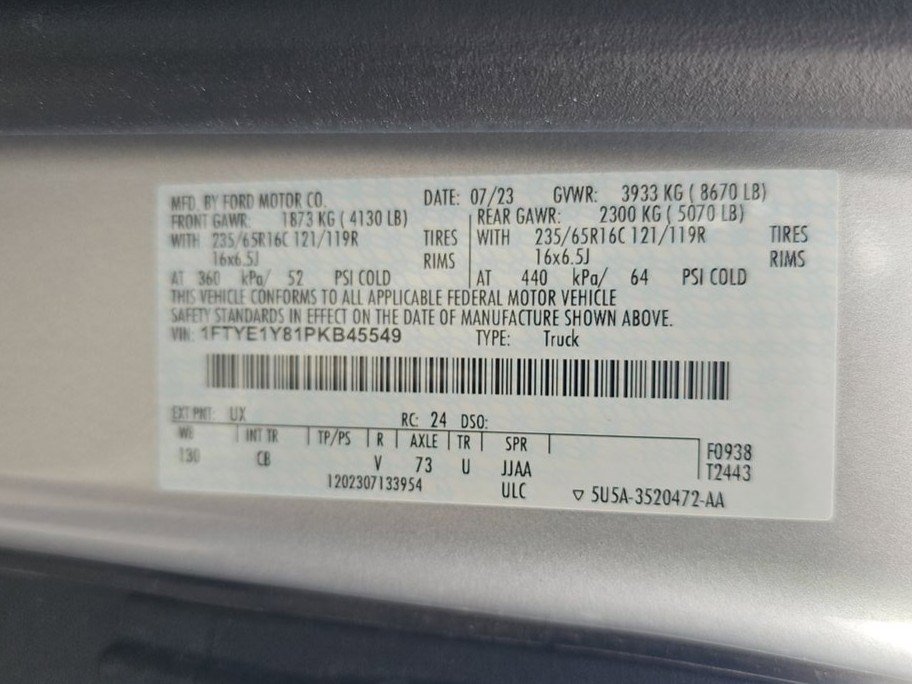 MFD. BY FORD MOTOR CO. DATE: 07/23 GVWR: 3933 KG ( 8670 LB)
FRONT GAWR: 1873 KG ( 4130 LB) REAR GAWR: 2300 KG ( 5070 LB)
WITH 235/65R16C 121/119R TIRES WITH 235/65R16C 121/119R TIRES
16x6.5J RIMS 16x6.5J RIMS
AT 360 kPa/ 52 PSI COLD AT 440 kPa/ 64 PSI COLD
THIS VEHICLE CONFORMS TO ALL APPLICABLE FEDERAL MOTOR VEHICLE
SAFETY STANDARDS IN EFFECT ON THE DATE OF MANUFACTURE SHOWN ABOVE.
VIN: 1FTYE1Y81PKB45549 TYPE: Truck
EXT PNT: UX RC: 24 DSO:
WB INT TR TP/PS R AXLE TR SPR F0938
130 CB V 73 U JJAA T2443
1202307133954 ULC ▽ 5U5A-3520472-AA